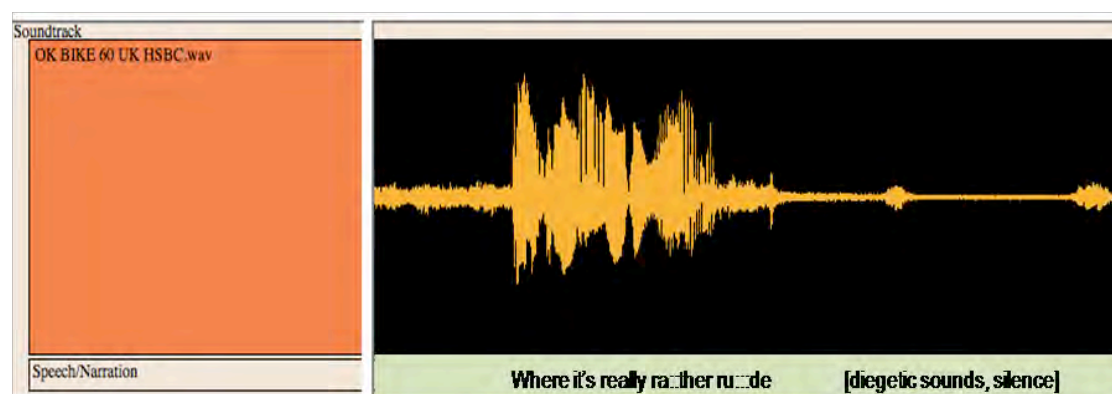 Soundtrack
OK BIKE 60 UK HSBC.wav
Speech/Narration
Where it's really ra::ther ru::de [diegetic sounds, silence]